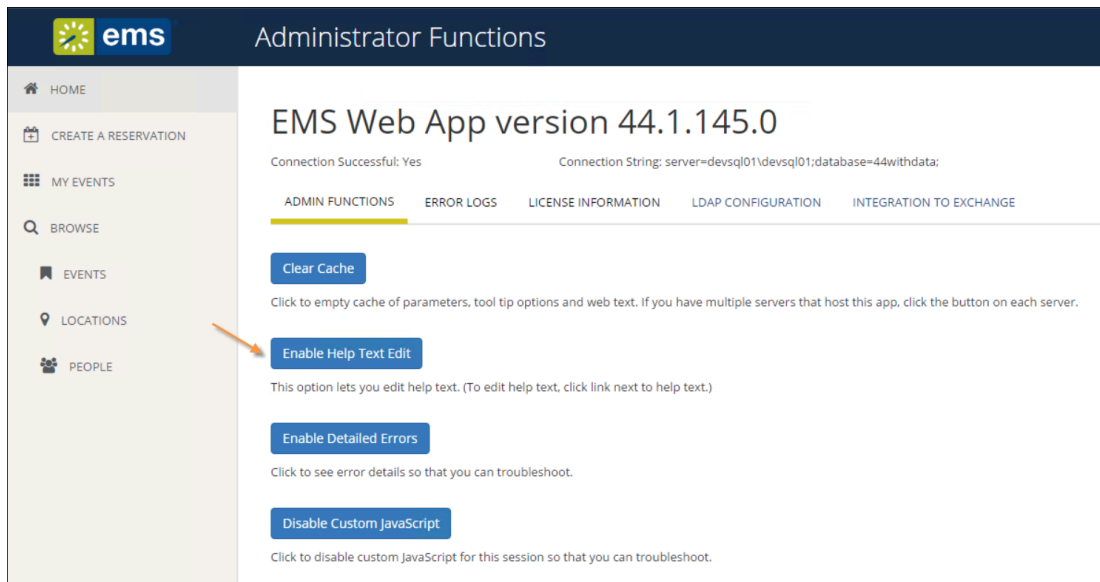 ems
Administrator Functions
HOME
CREATE A RESERVATION
MY EVENTS
BROWSE
EVENTS
LOCATIONS
PEOPLE
EMS Web App version 44.1.145.0
Connection Successful: Yes
Connection String: server=devsql01\devsql01;database=44withdata;
ADMIN FUNCTIONS
ERROR LOGS
LICENSE INFORMATION
LDAP CONFIGURATION
INTEGRATION TO EXCHANGE
Clear Cache
Click to empty cache of parameters, tool tip options and web text. If you have multiple servers that host this app, click the button on each server.
Enable Help Text Edit
This option lets you edit help text. (To edit help text, click link next to help text.)
Enable Detailed Errors
Click to see error details so that you can troubleshoot.
Disable Custom JavaScript
Click to disable custom JavaScript for this session so that you can troubleshoot.